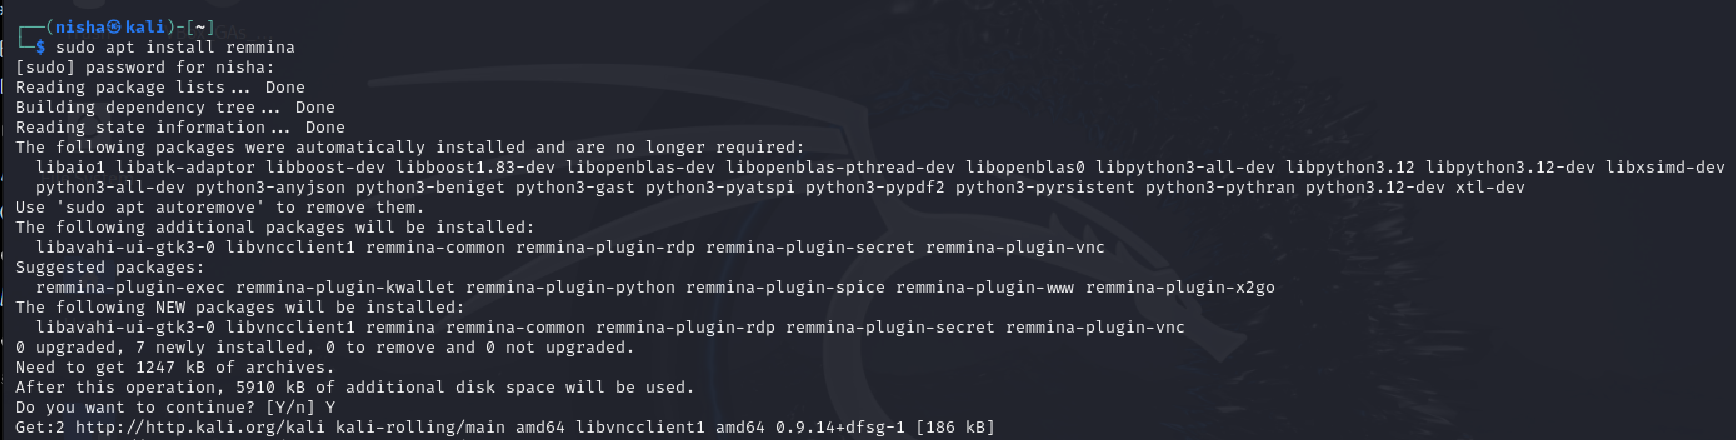 ┌──(nisha㉿kali)-[~]
└─$ sudo apt install remmina
[sudo] password for nisha:
Reading package lists... Done
Building dependency tree... Done
Reading state information... Done
The following packages were automatically installed and are no longer required:
libaio1 libatk-adaptor libboost-dev libboost1.83-dev libopenblas-dev libopenblas-pthread-dev libopenblas0 libpython3-all-dev libpython3.12 libpython3.12-dev libxsimd-dev
python3-all-dev python3-anyjson python3-beniget python3-gast python3-pyatspi python3-pypdf2 python3-pyrsistent python3-pythran python3.12-dev xtl-dev
Use 'sudo apt autoremove' to remove them.
The following additional packages will be installed:
libavahi-ui-gtk3-0 libvncclient1 remmina-common remmina-plugin-rdp remmina-plugin-secret remmina-plugin-vnc
Suggested packages:
remmina-plugin-exec remmina-plugin-kwallet remmina-plugin-python remmina-plugin-spice remmina-plugin-www remmina-plugin-x2go
The following NEW packages will be installed:
libavahi-ui-gtk3-0 libvncclient1 remmina remmina-common remmina-plugin-rdp remmina-plugin-secret remmina-plugin-vnc
0 upgraded, 7 newly installed, 0 to remove and 0 not upgraded.
Need to get 1247 kB of archives.
After this operation, 5910 kB of additional disk space will be used.
Do you want to continue? [Y/n] Y
Get:2 http://http.kali.org/kali kali-rolling/main amd64 libvncclient1 amd64 0.9.14+dfsg-1 [186 kB]